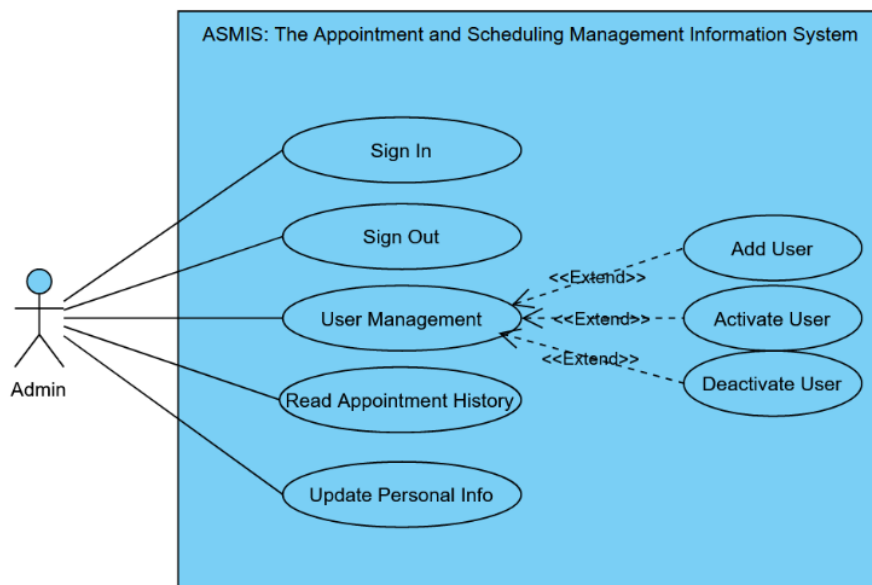 ASMIS: The Appointment and Scheduling Management Information System
Sign In
Sign Out
Add User
<<Extend>>
User Management
<<Extend>>
Activate User
<<Extend>>
Deactivate User
Admin
Read Appointment History
Update Personal Info